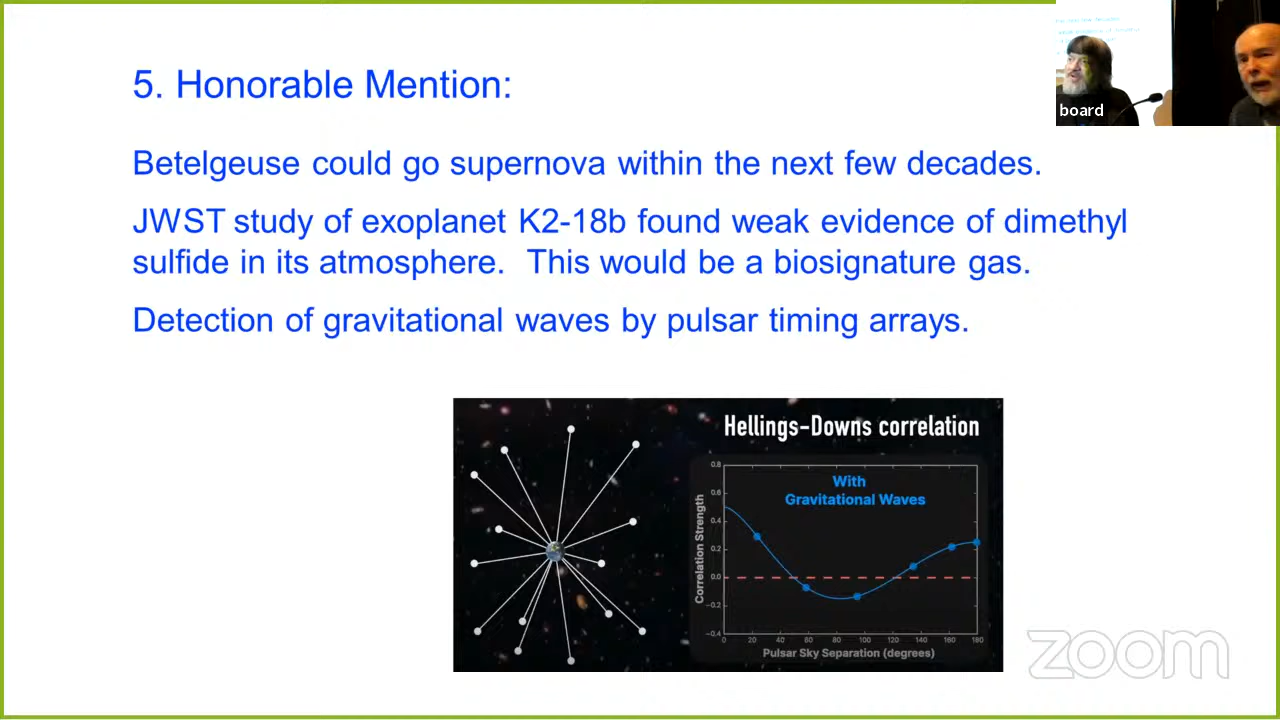 5. Honorable Mention:
board
Betelgeuse could go supernova within the next few decades.
JWST study of exoplanet K2-18b found weak evidence of dimethyl
sulfide in its atmosphere.  This would be a biosignature gas.
Detection of gravitational waves by pulsar timing arrays.
Hellings-Downs correlation
With
Gravitational Waves
Correlation Strength
0.8
0.6
0.4
0.2
0.0
-0.2
-0.4
0 20 40 60 80 100 120 140 160 180
Pulsar Sky Separation (degrees)
zoom